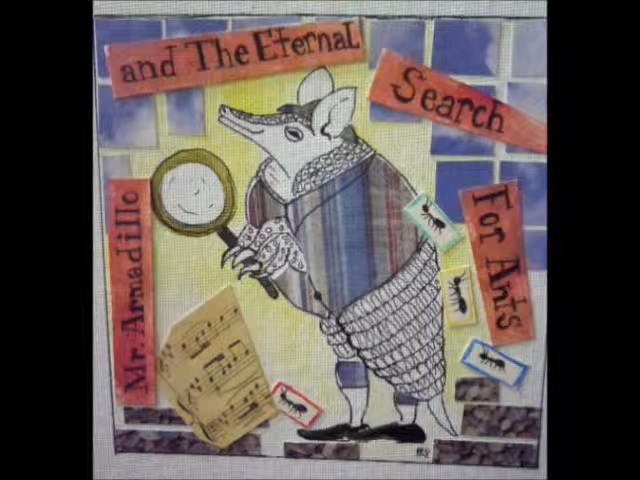 Mr. Armadillo
and The Eternal
Search
For Ants